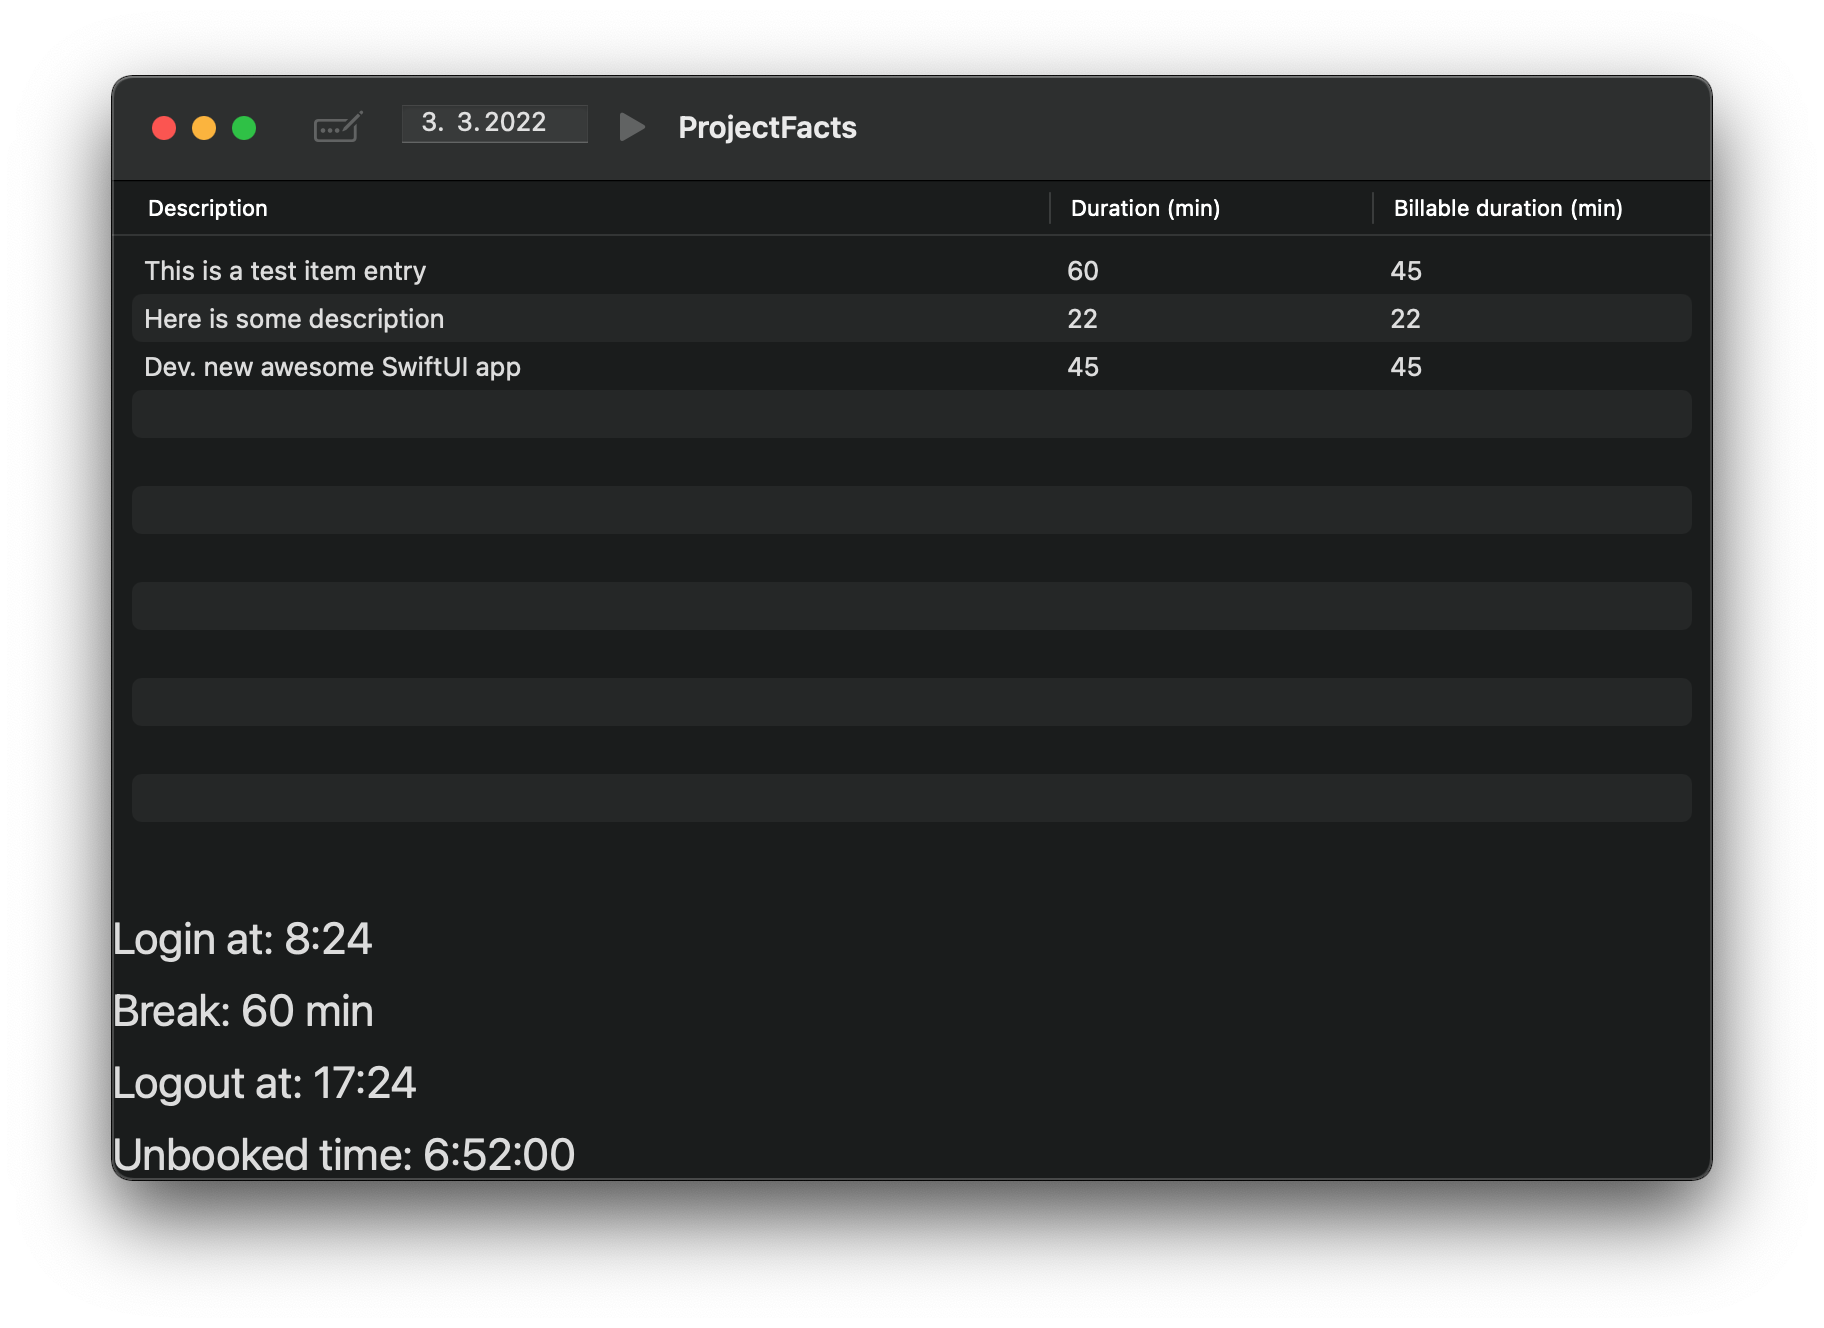 3. 3.2022 ProjectFacts
Description Duration (min) Billable duration (min)
This is a test item entry 60 45
Here is some description 22 22
Dev. new awesome SwiftUI app 45 45
Login at: 8:24
Break: 60 min
Logout at: 17:24
Unbooked time: 6:52:00